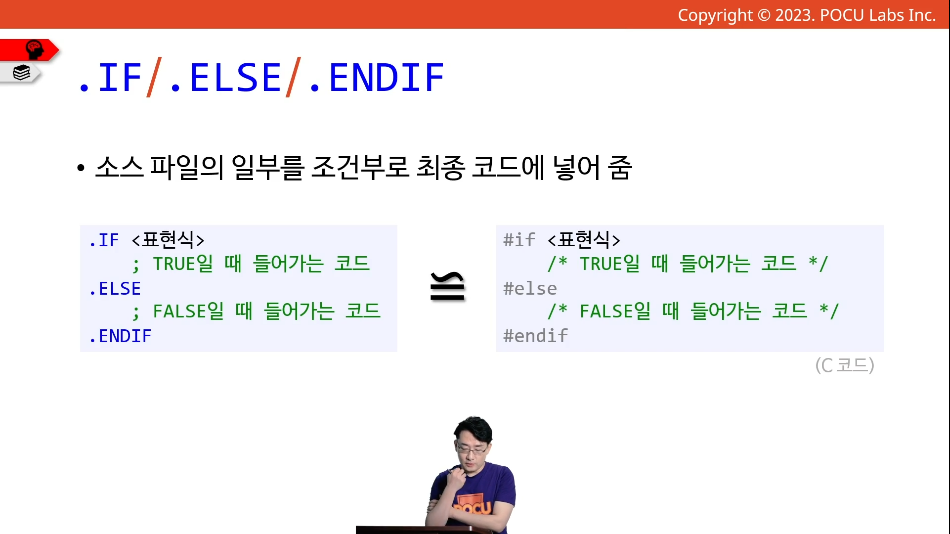 Copyright © 2023. POCU Labs Inc.
.IF/.ELSE/.ENDIF
• 소스 파일의 일부를 조건부로 최종 코드에 넣어 줌
.IF <표현식>
; TRUE일 때 들어가는 코드
.ELSE
; FALSE일 때 들어가는 코드
.ENDIF
≅
#if <표현식>
/* TRUE일 때 들어가는 코드 */
#else
/* FALSE일 때 들어가는 코드 */
#endif
(C 코드)
POCU